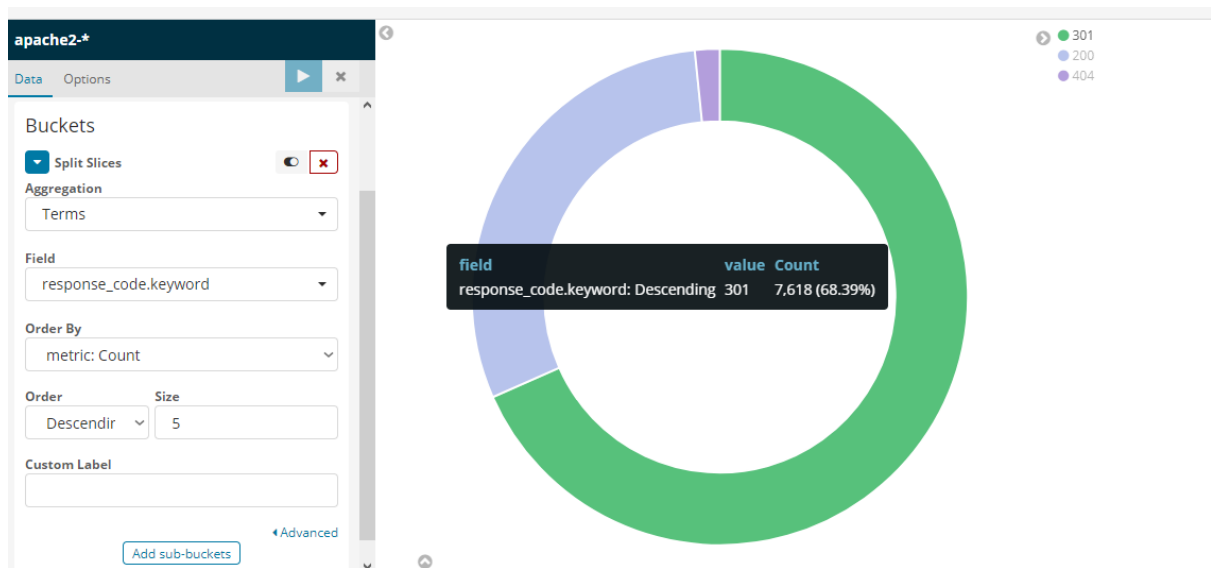 apache2-*
Data Options
Buckets
Split Slices
Aggregation
Terms
Field
response_code.keyword
Order By
metric: Count
Order Size
Descendir 5
Custom Label
Advanced
Add sub-buckets
field value Count
response_code.keyword: Descending 301 7,618 (68.39%)
301
200
404